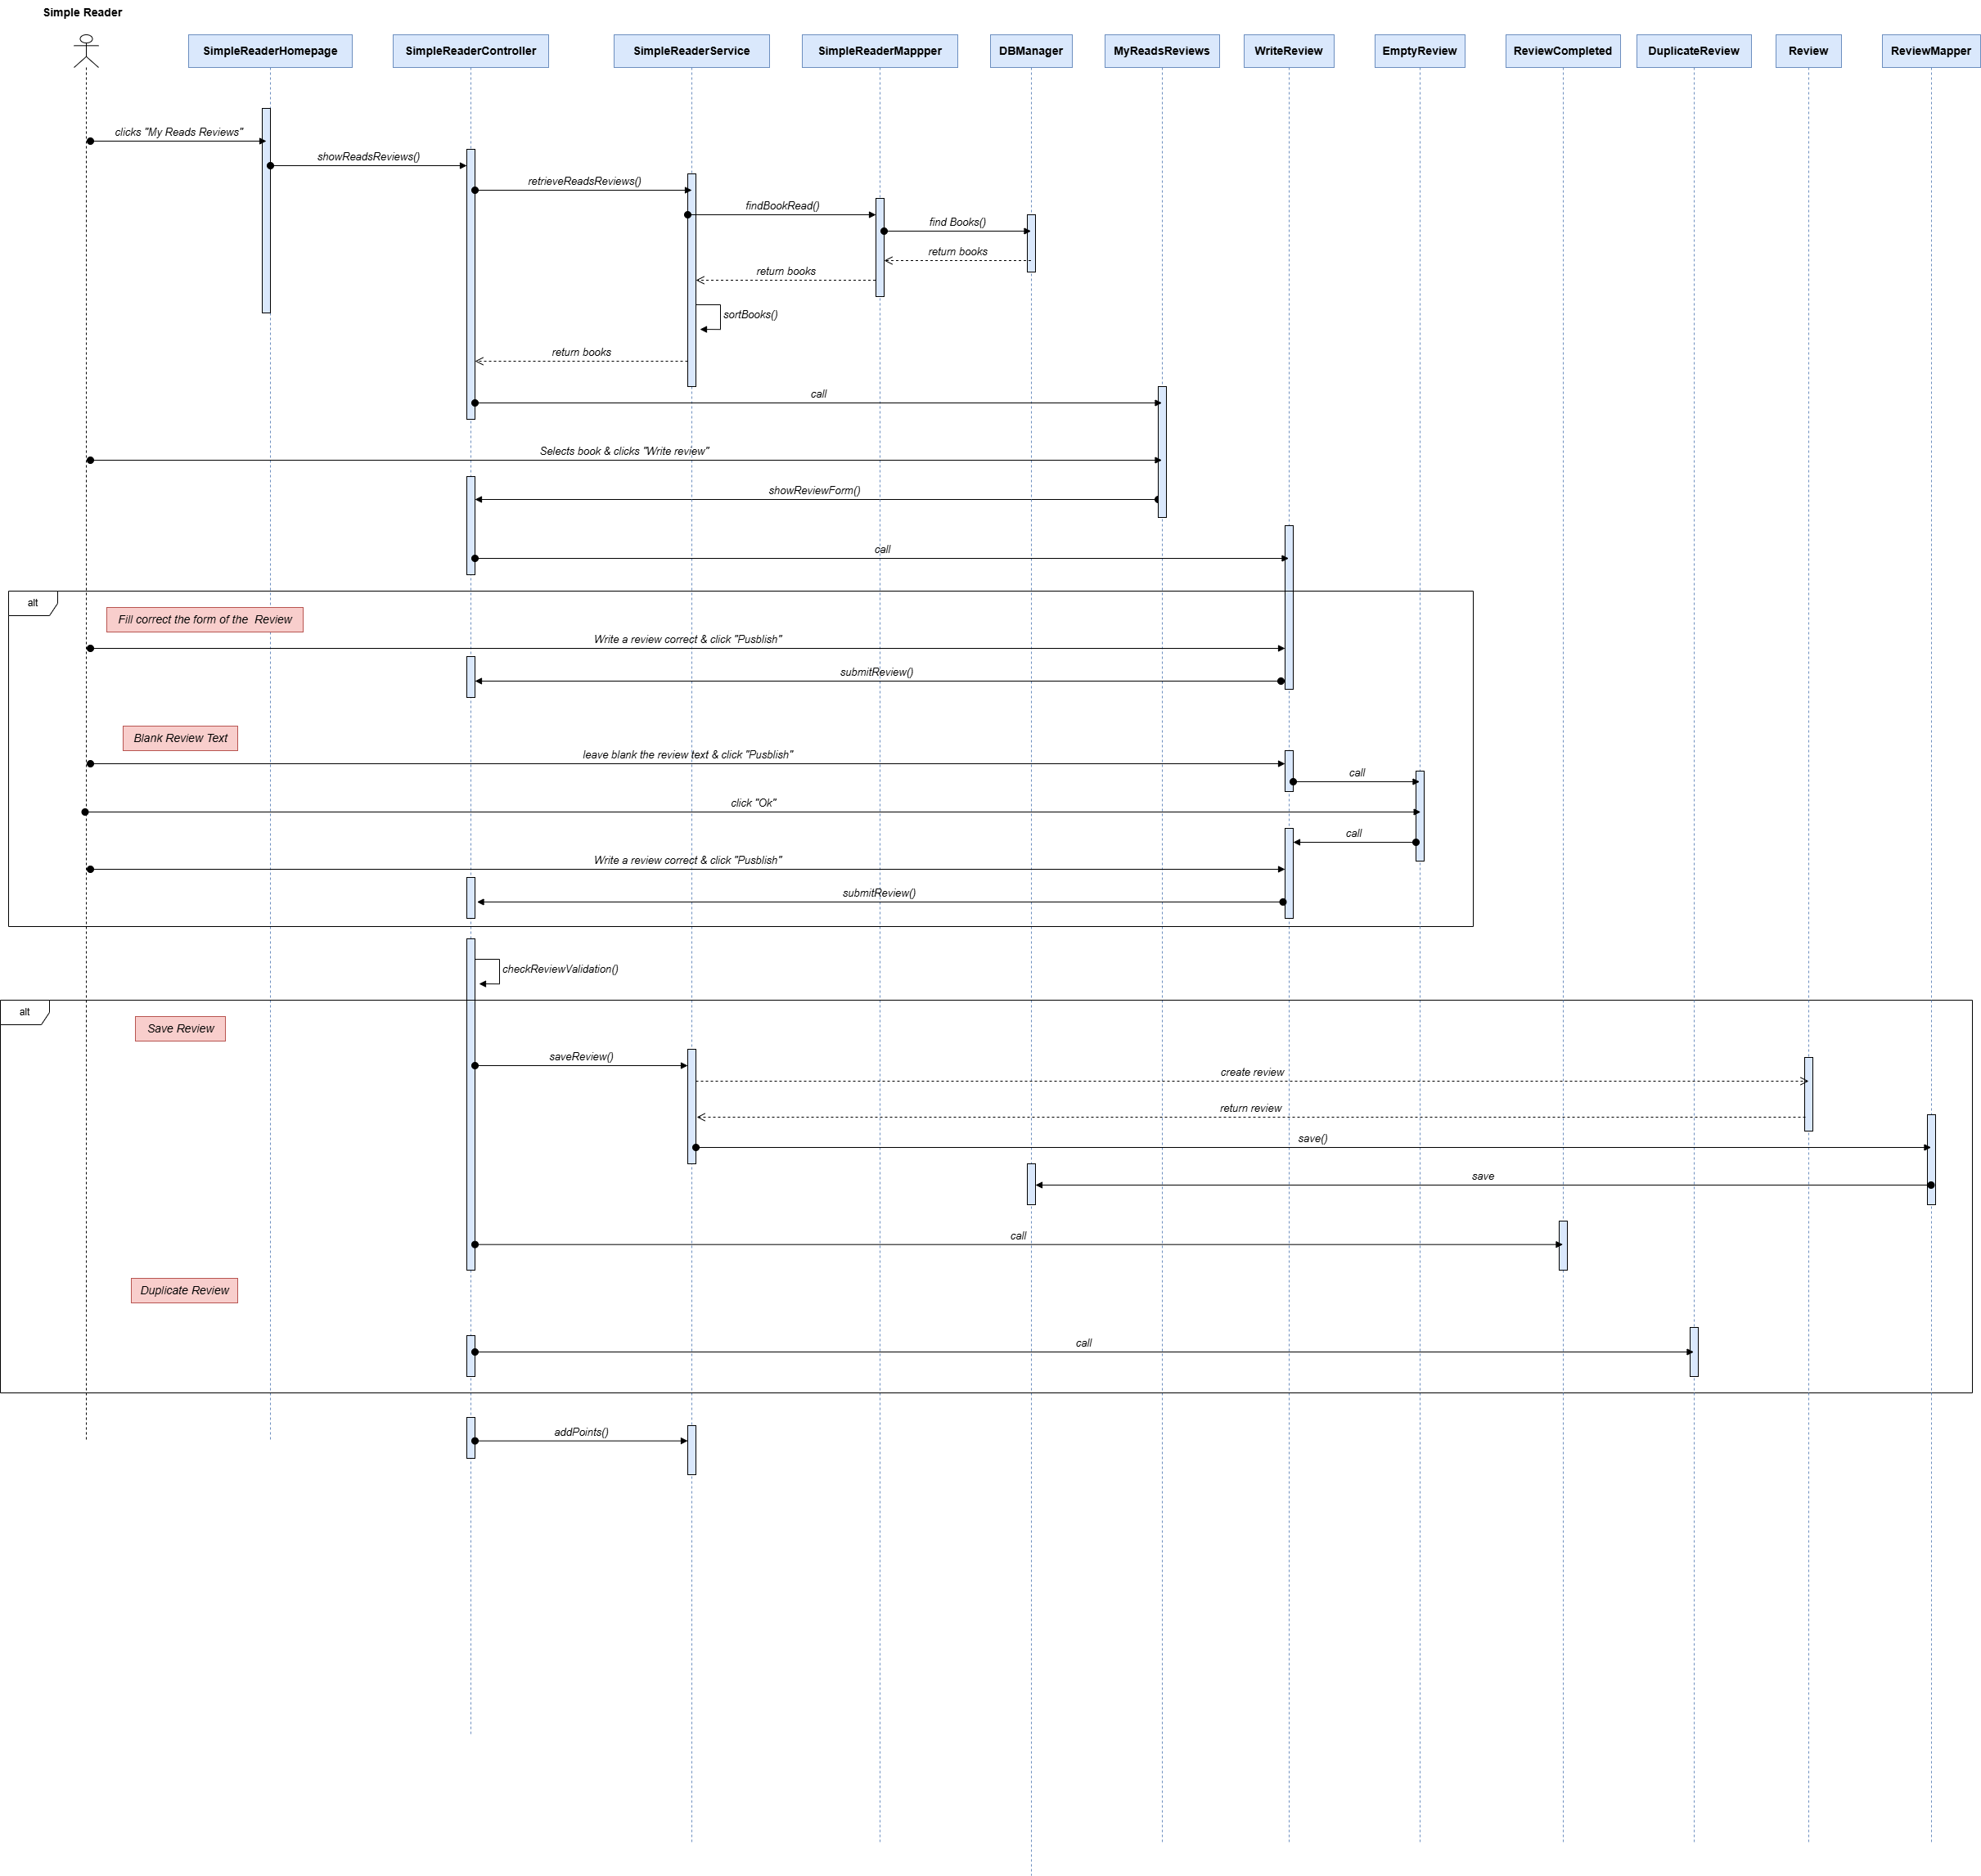 Simple Reader
SimpleReaderHomepage
SimpleReaderController
SimpleReaderService
SimpleReaderMappper
DBManager
MyReadsReviews
WriteReview
EmptyReview
ReviewCompleted
DuplicateReview
Review
ReviewMapper
clicks "My Reads Reviews"
showReadsReviews()
retrieveReadsReviews()
findBookRead()
find Books()
return books
return books
sortBooks()
return books
call
Selects book & clicks "Write review"
showReviewForm()
call
alt
Fill correct the form of the  Review
Write a review correct & click "Pusblish"
submitReview()
Blank Review Text
leave blank the review text & click "Pusblish"
call
click "Ok"
call
Write a review correct & click "Pusblish"
submitReview()
checkReviewValidation()
alt
Save Review
saveReview()
create review
return review
save()
save
call
Duplicate Review
call
addPoints()